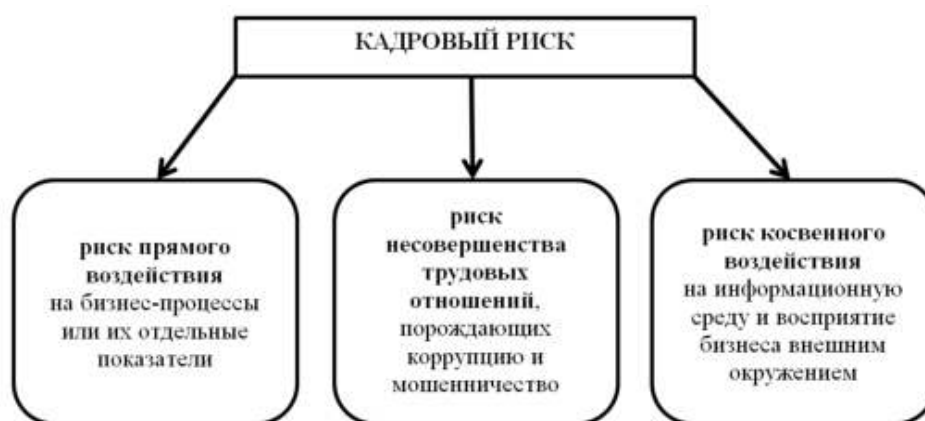 КАДРОВЫЙ РИСК
риск прямого
воздействия
на бизнес-процессы
или их отдельные
показатели
риск
несовершенства
трудовых
отношений,
порождающих
коррупцию и
мошенничество
риск косвенного
воздействия
на информационную
среду и восприятие
бизнеса внешним
окружением